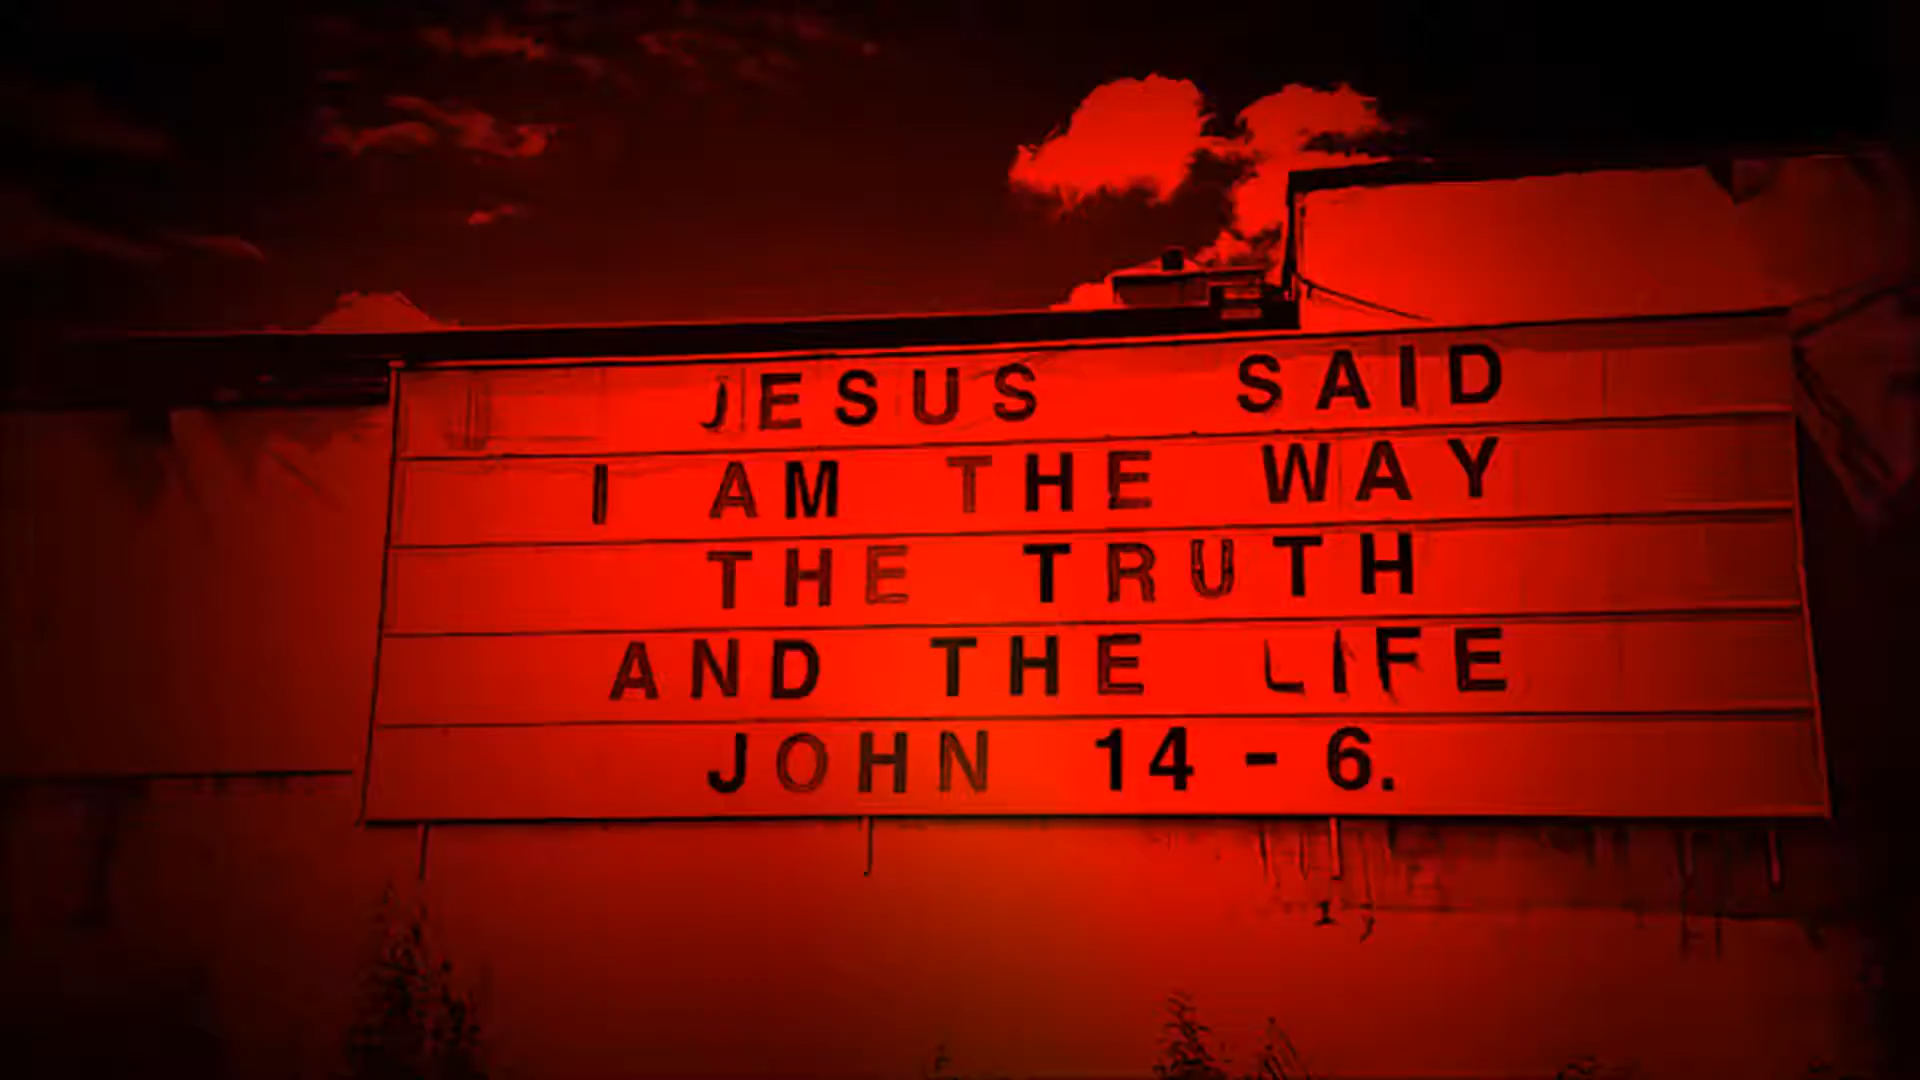 JESUS SAID
I AM THE WAY
THE TRUTH
AND THE LIFE
JOHN 14 - 6.